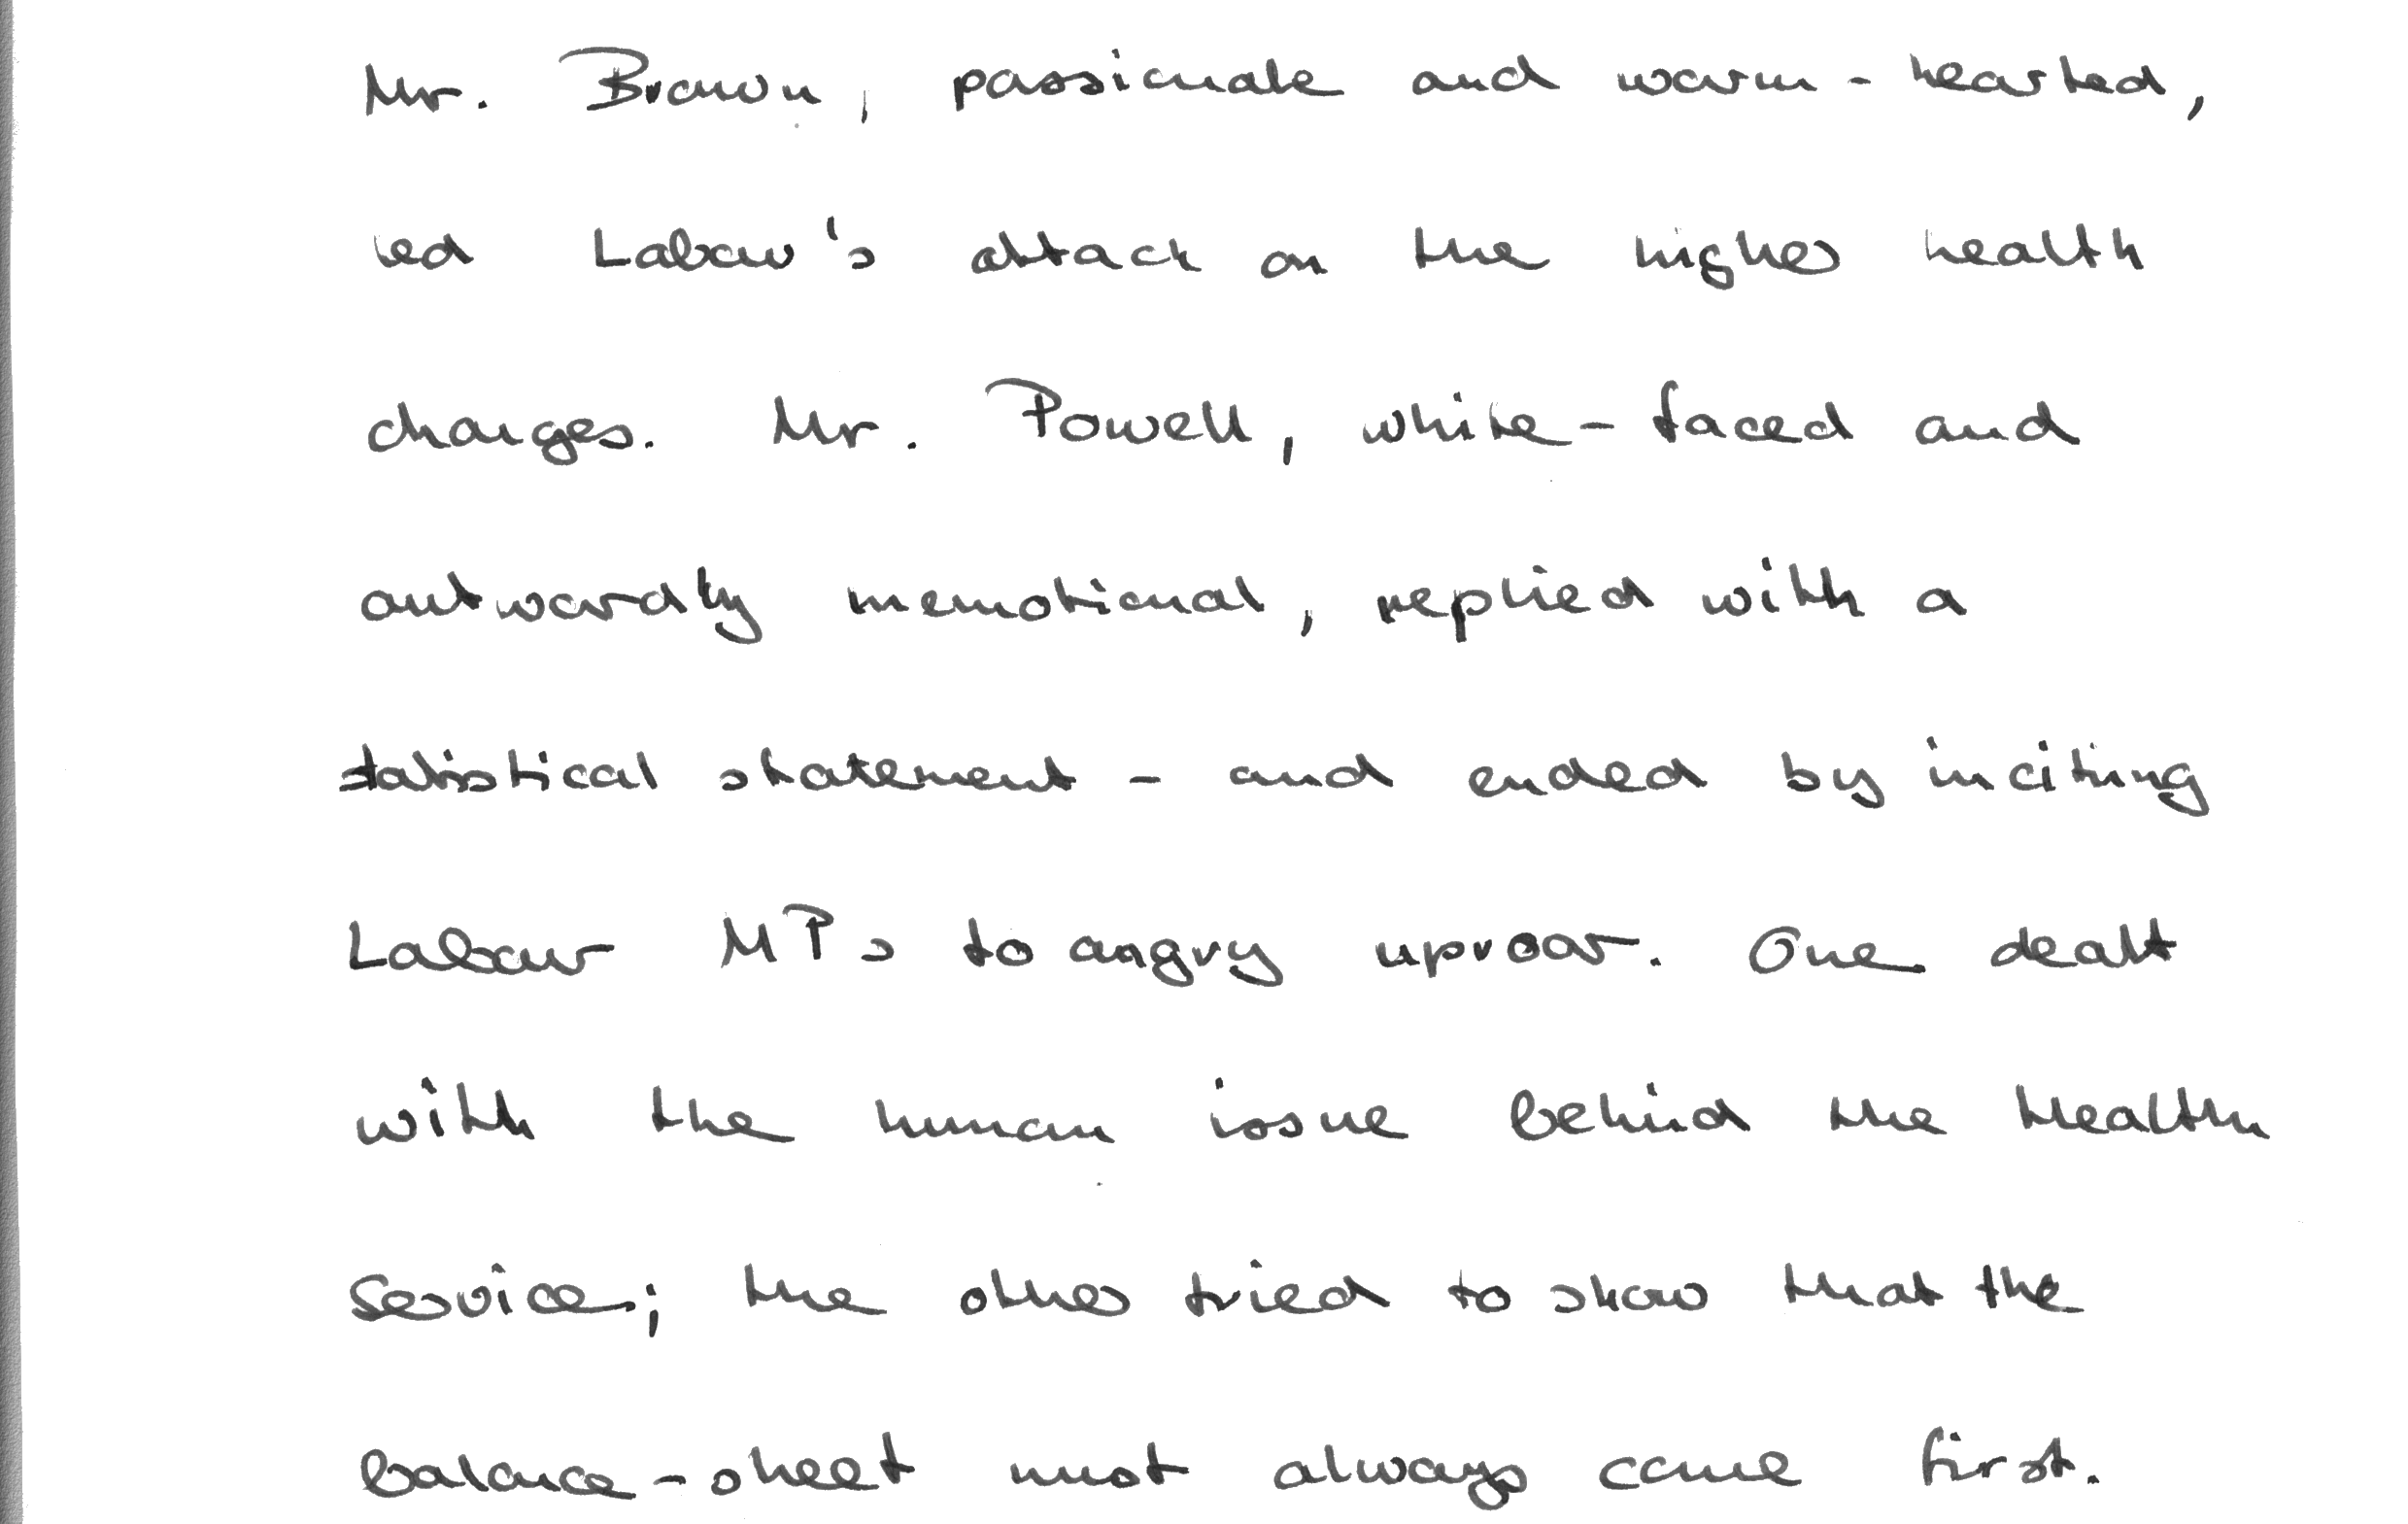 Mr. Brown, passionate and warm-hearted,
led Labour's attack on the higher health
charges. Mr. Powell, white-faced and
outwardly unemotional, replied with a
statistical statement - and ended by inciting
Labour MPs to angry uproar. One dealt
with the human issue behind the Health
Service; the other tried to show that the
balance-sheet must always come first.